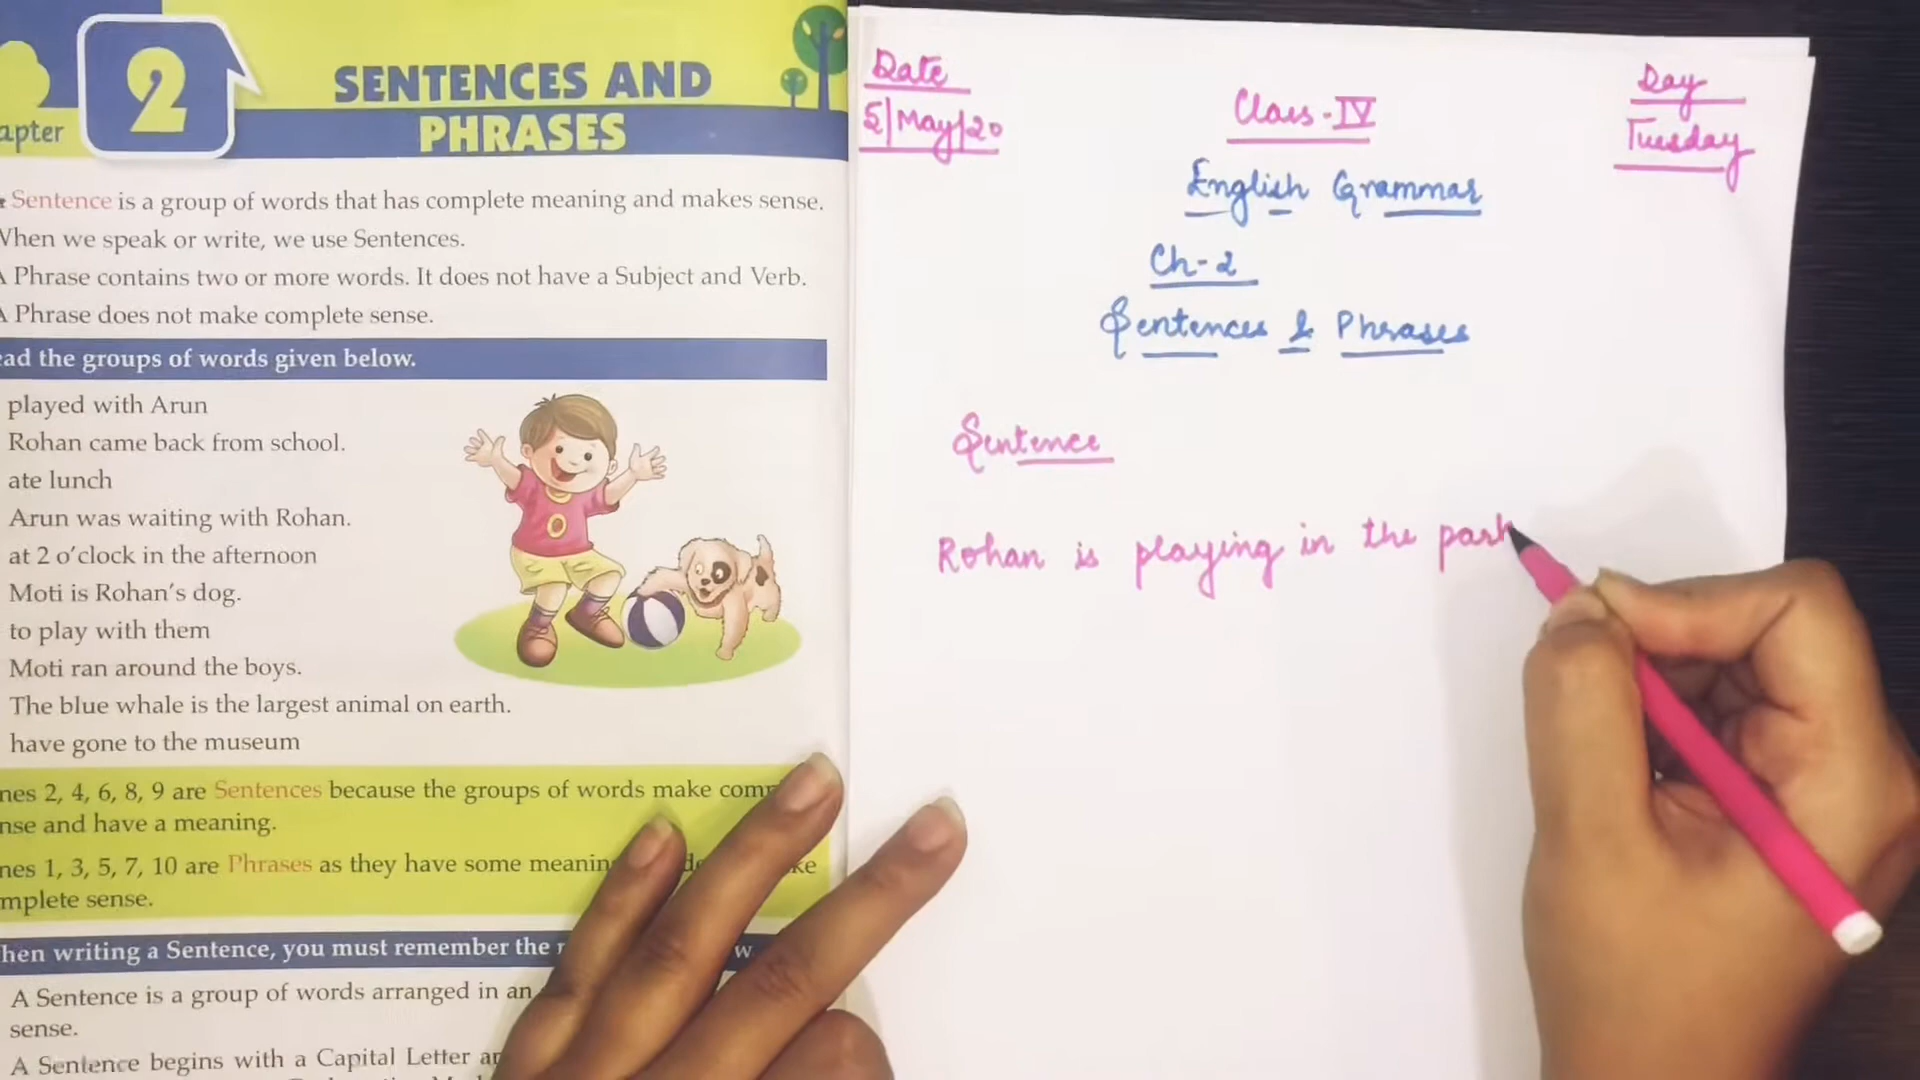 2
SENTENCES AND
PHRASES
apter
Sentence is a group of words that has complete meaning and makes sense.
When we speak or write, we use Sentences.
A Phrase contains two or more words. It does not have a Subject and Verb.
A Phrase does not make complete sense.
ead the groups of words given below.
played with Arun
Rohan came back from school.
ate lunch
Arun was waiting with Rohan.
at 2 o'clock in the afternoon
Moti is Rohan's dog.
to play with them
Moti ran around the boys.
The blue whale is the largest animal on earth.
have gone to the museum
nes 2, 4, 6, 8, 9 are Sentences because the groups of words make com
nse and have a meaning.
nes 1, 3, 5, 7, 10 are Phrases as they have some meanin
mplete sense.
hen writing a Sentence, you must remember the
A Sentence is a group of words arranged in an
sense.
A Sentence begins with a Capital Letter
Date
5/May/20
Class - IV
Day
Tuesday
English Grammar
Ch-2
Sentences & Phrases
Sentence
Rohan is playing in the park